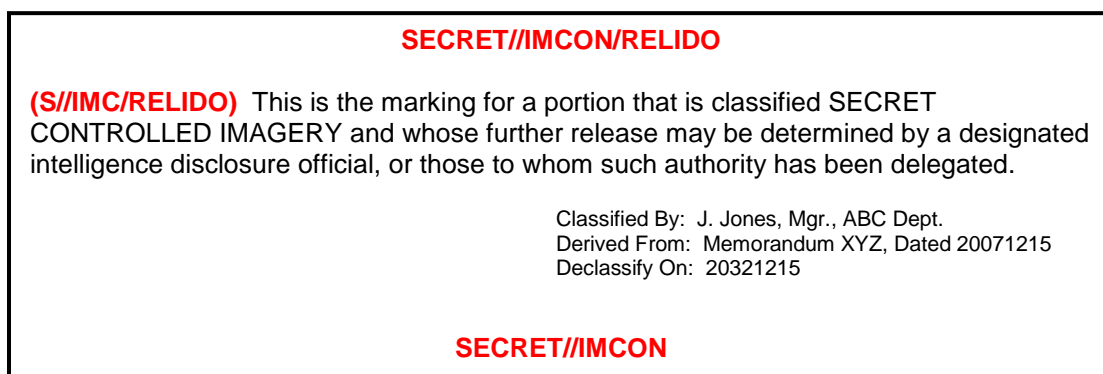 SECRET//IMCON/RELIDO
(S//IMC/RELIDO) This is the marking for a portion that is classified SECRET
CONTROLLED IMAGERY and whose further release may be determined by a designated
intelligence disclosure official, or those to whom such authority has been delegated.
Classified By: J. Jones, Mgr., ABC Dept.
Derived From: Memorandum XYZ, Dated 20071215
Declassify On: 20321215
SECRET//IMCON